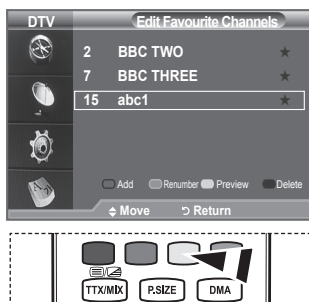 DTV Edit Favourite Channels
2 BBC TWO
7 BBC THREE
15 abc1
Add Renumber Preview Delete
Move Return
TTX/MIX P.SIZE DMA